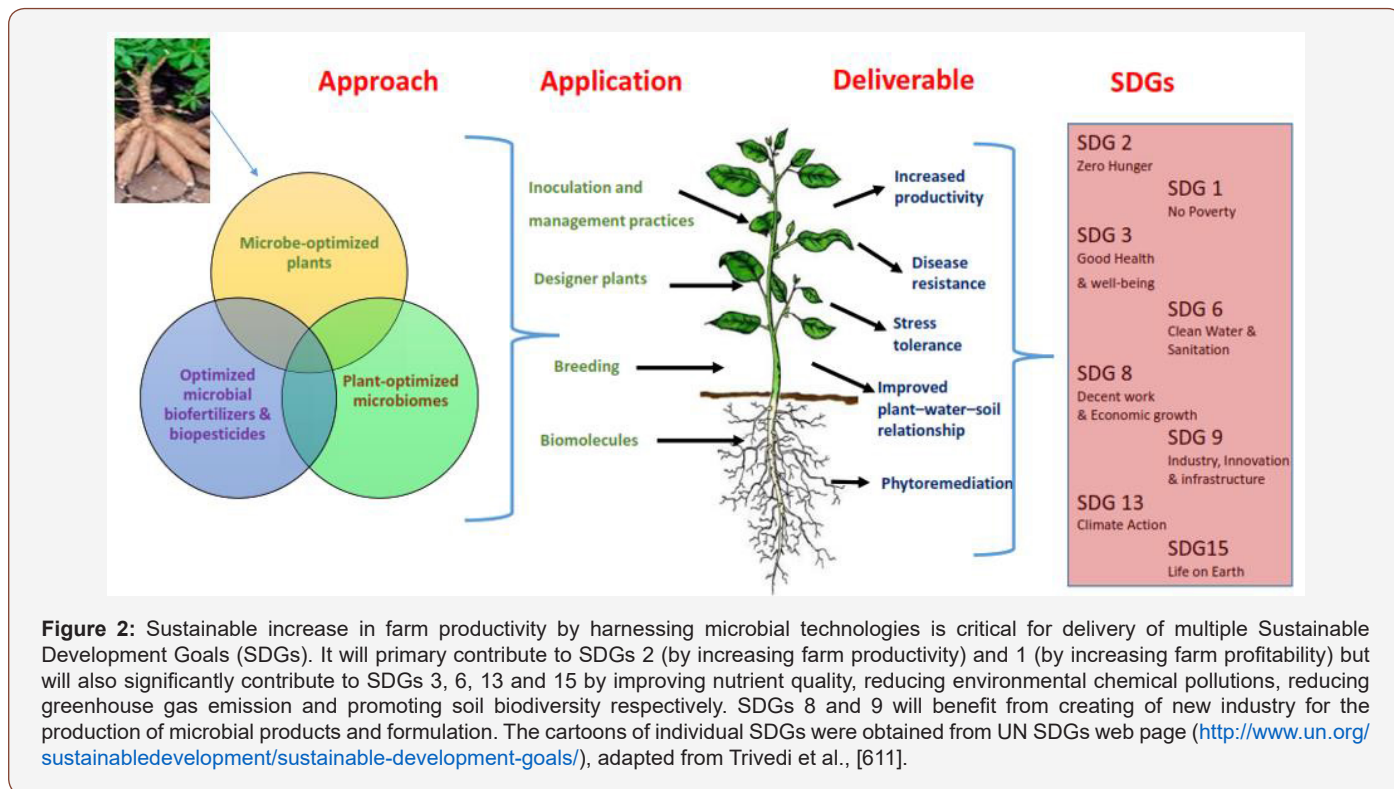 Approach
Application
Deliverable
SDGs
Microbe-optimized
plants
Optimized
microbial
biofertilizers &
biopesticides
Plant-optimized
microbiomes
Inoculation and
management practices
Designer plants
Breeding
Biomolecules
Increased
productivity
Disease
resistance
Stress
tolerance
Improved
plant–water–soil
relationship
Phytoremediation
SDG 2
Zero Hunger
SDG 1
No Poverty
SDG 3
Good Health
& well-being
SDG 6
Clean Water &
Sanitation
SDG 8
Decent work
& Economic growth
SDG 9
Industry, Innovation
& infrastructure
SDG 13
Climate Action
SDG15
Life on Earth
Figure 2: Sustainable increase in farm productivity by harnessing microbial technologies is critical for delivery of multiple Sustainable
Development Goals (SDGs). It will primary contribute to SDGs 2 (by increasing farm productivity) and 1 (by increasing farm profitability) but
will also significantly contribute to SDGs 3, 6, 13 and 15 by improving nutrient quality, reducing environmental chemical pollutions, reducing
greenhouse gas emission and promoting soil biodiversity respectively. SDGs 8 and 9 will benefit from creating of new industry for the
production of microbial products and formulation. The cartoons of individual SDGs were obtained from UN SDGs web page (http://www.un.org/
sustainabledevelopment/sustainable-development-goals/), adapted from Trivedi et al., [611].